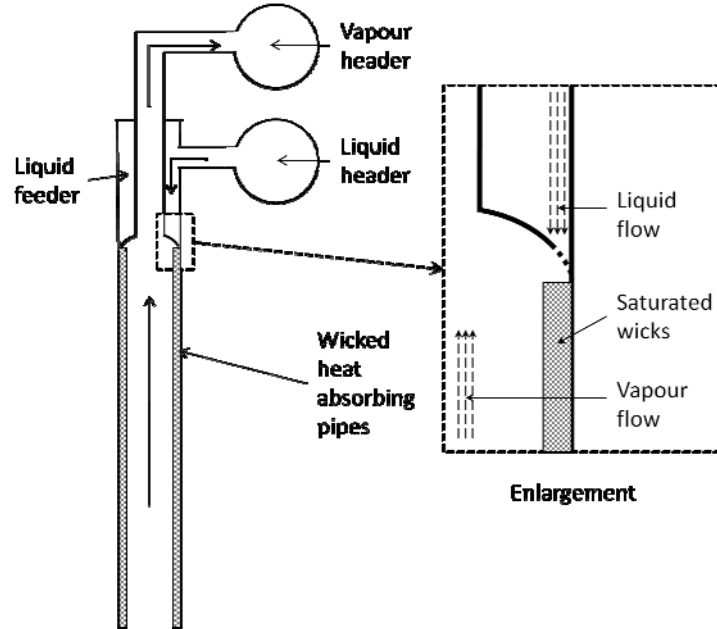 Vapour
header
Liquid
feeder
Liquid
header
Wicked
heat
absorbing
pipes
Liquid
flow
Saturated
wicks
Vapour
flow
Enlargement